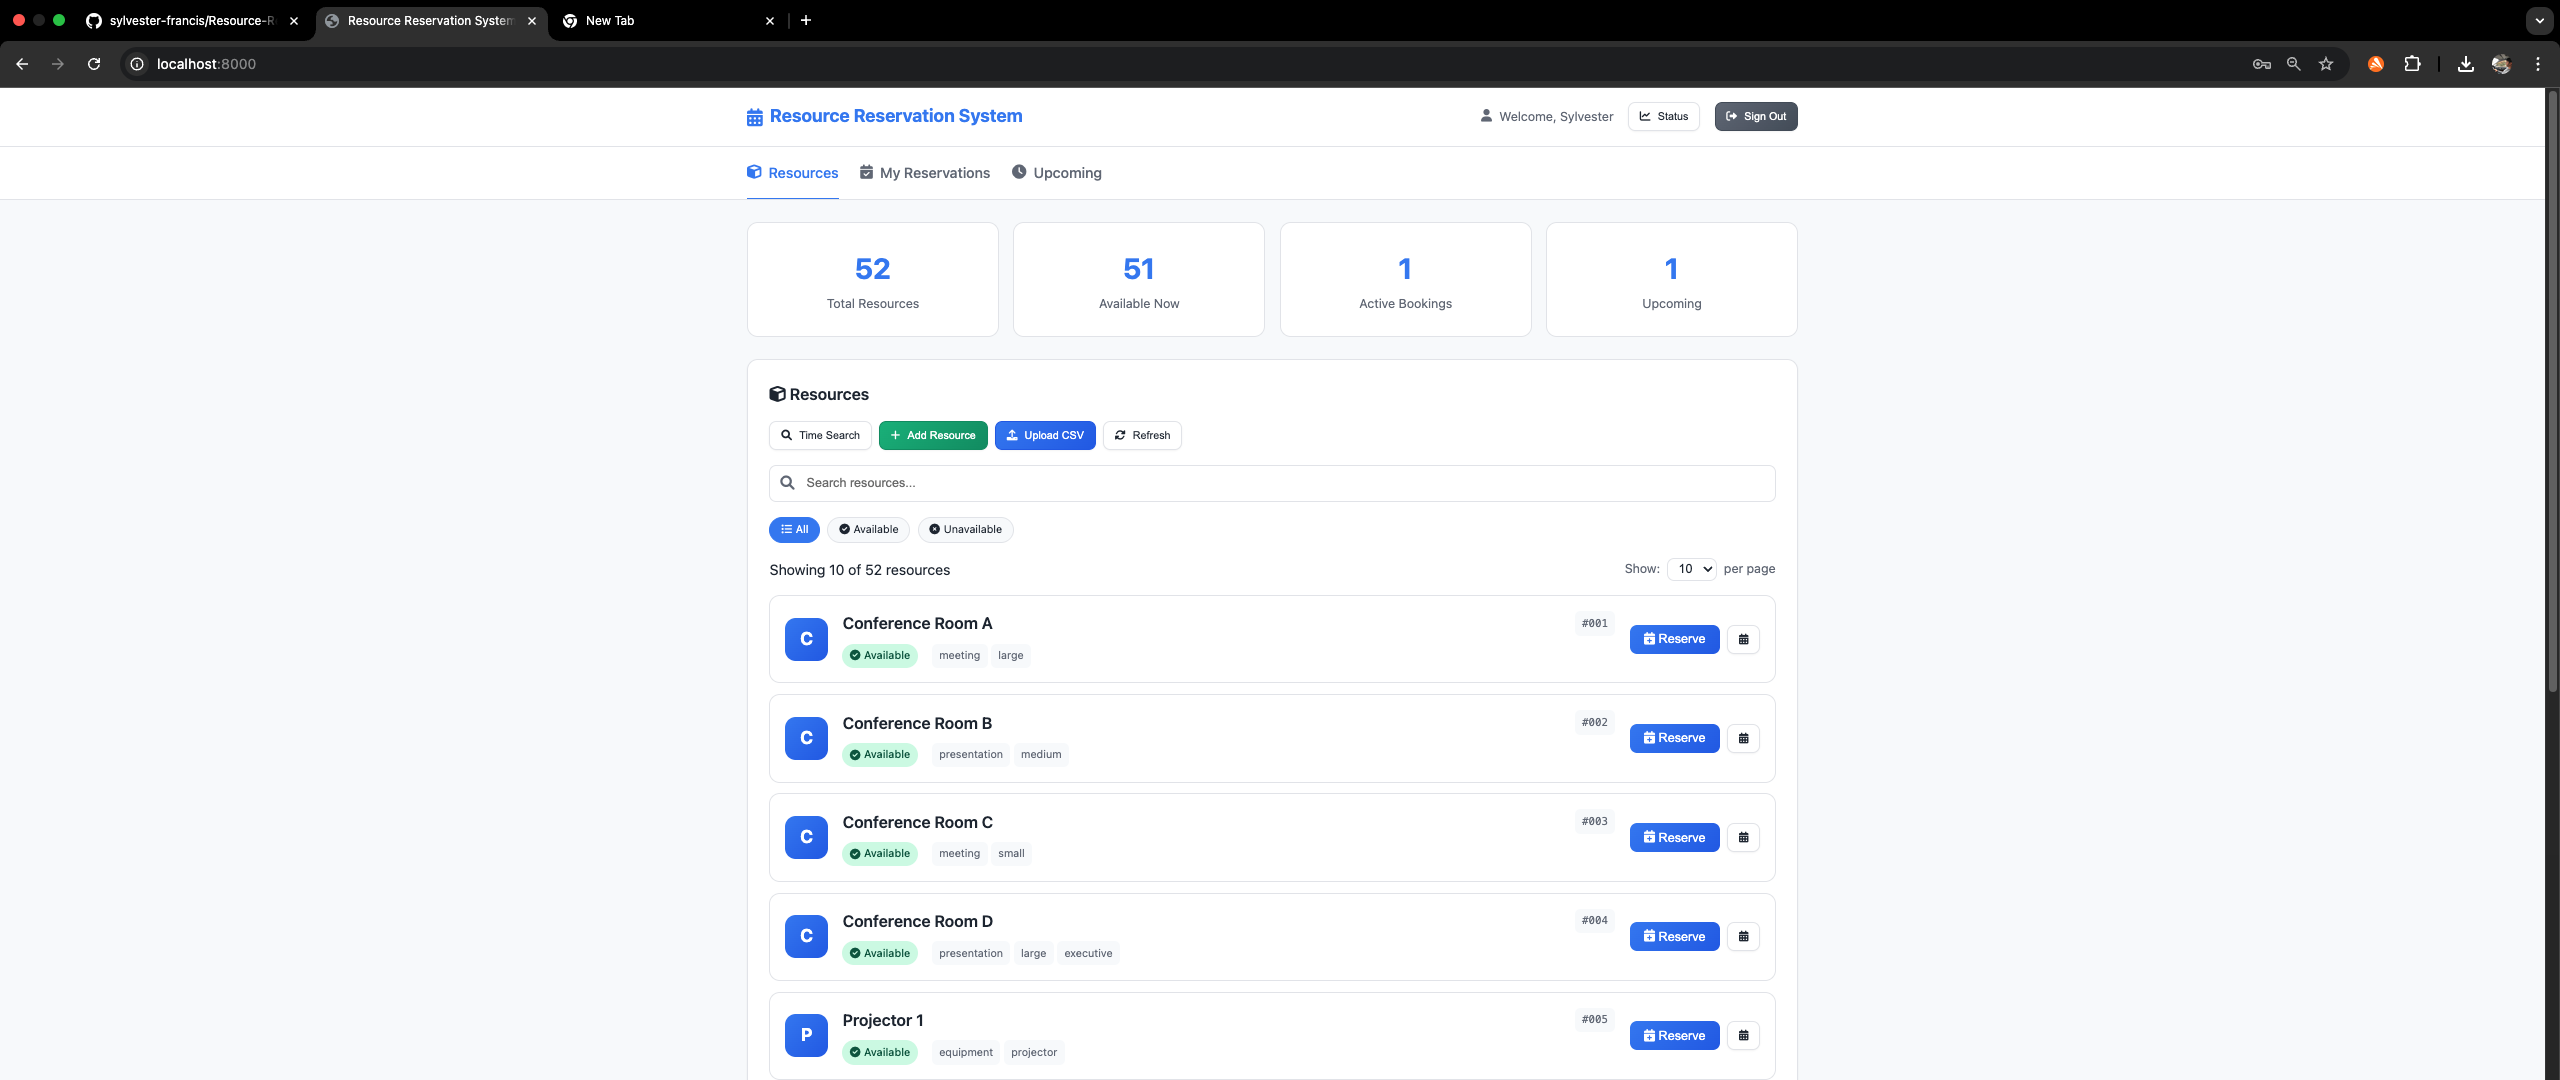 sylvester-francis/Resource-R
Resource Reservation System
New Tab
localhost:8000
Resource Reservation System
Welcome, Sylvester
Status
Sign Out
Resources
My Reservations
Upcoming
52
Total Resources
51
Available Now
1
Active Bookings
1
Upcoming
Resources
Time Search
Add Resource
Upload CSV
Refresh
Search resources...
All
Available
Unavailable
Showing 10 of 52 resources
Show: 10 per page
C
Conference Room A
#001
Reserve
Available
meeting
large
C
Conference Room B
#002
Reserve
Available
presentation
medium
C
Conference Room C
#003
Reserve
Available
meeting
small
C
Conference Room D
#004
Reserve
Available
presentation
large
executive
P
Projector 1
#005
Reserve
Available
equipment
projector